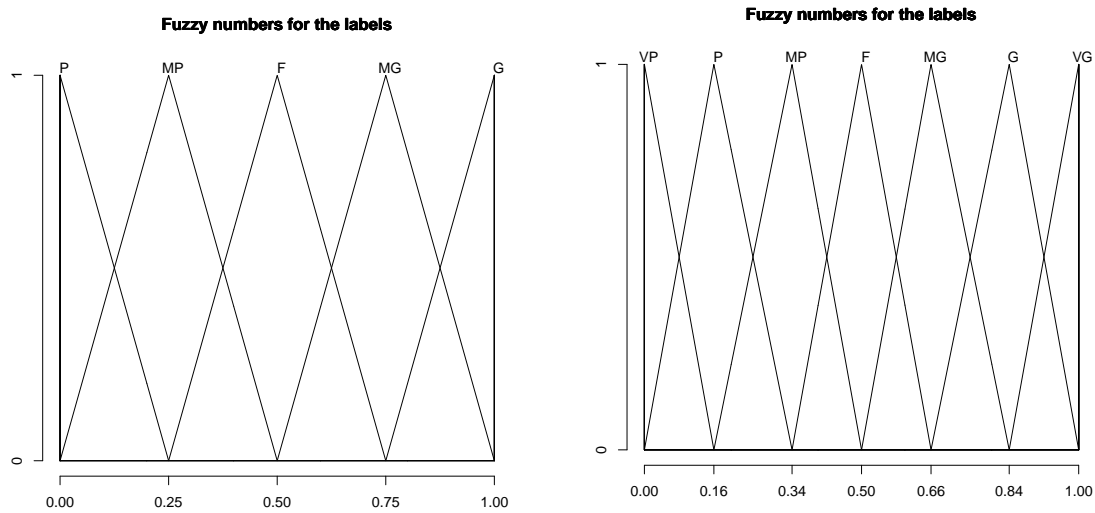 Fuzzy numbers for the labels
P MP F MG G
1
0
0.00 0.25 0.50 0.75 1.00
Fuzzy numbers for the labels
VP P MP F MG G VG
1
0
0.00 0.16 0.34 0.50 0.66 0.84 1.00